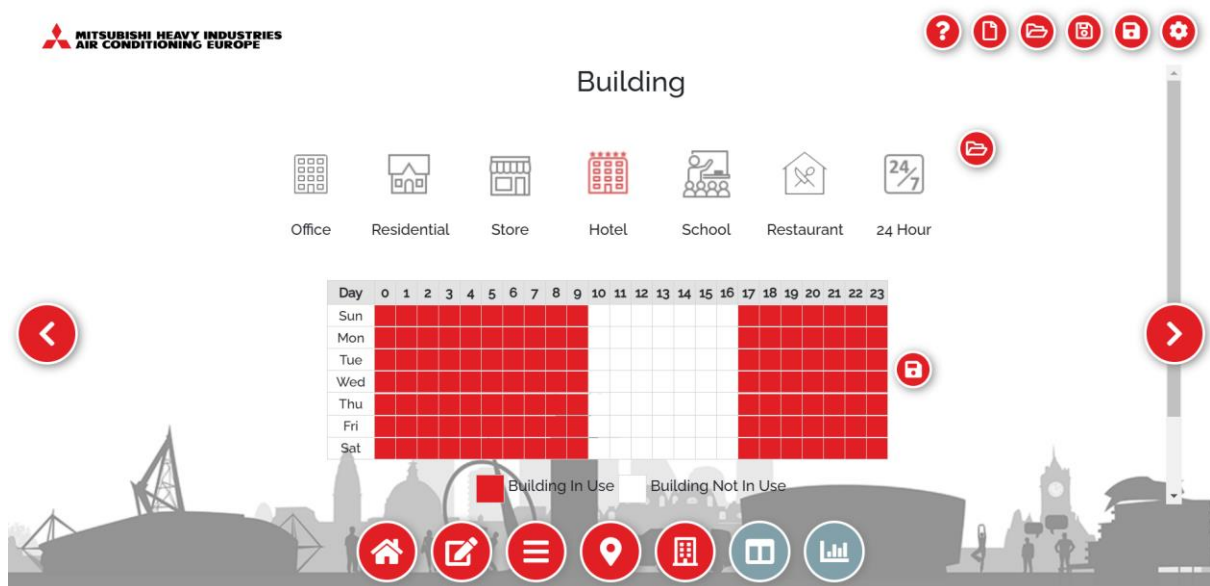 MITSUBISHI HEAVY INDUSTRIES
AIR CONDITIONING EUROPE
?
Building
24/7
Office Residential Store Hotel School Restaurant 24 Hour
Day 0 1 2 3 4 5 6 7 8 9 10 11 12 13 14 15 16 17 18 19 20 21 22 23
Sun
Mon
Tue
Wed
Thu
Fri
Sat
Building In Use Building Not In Use